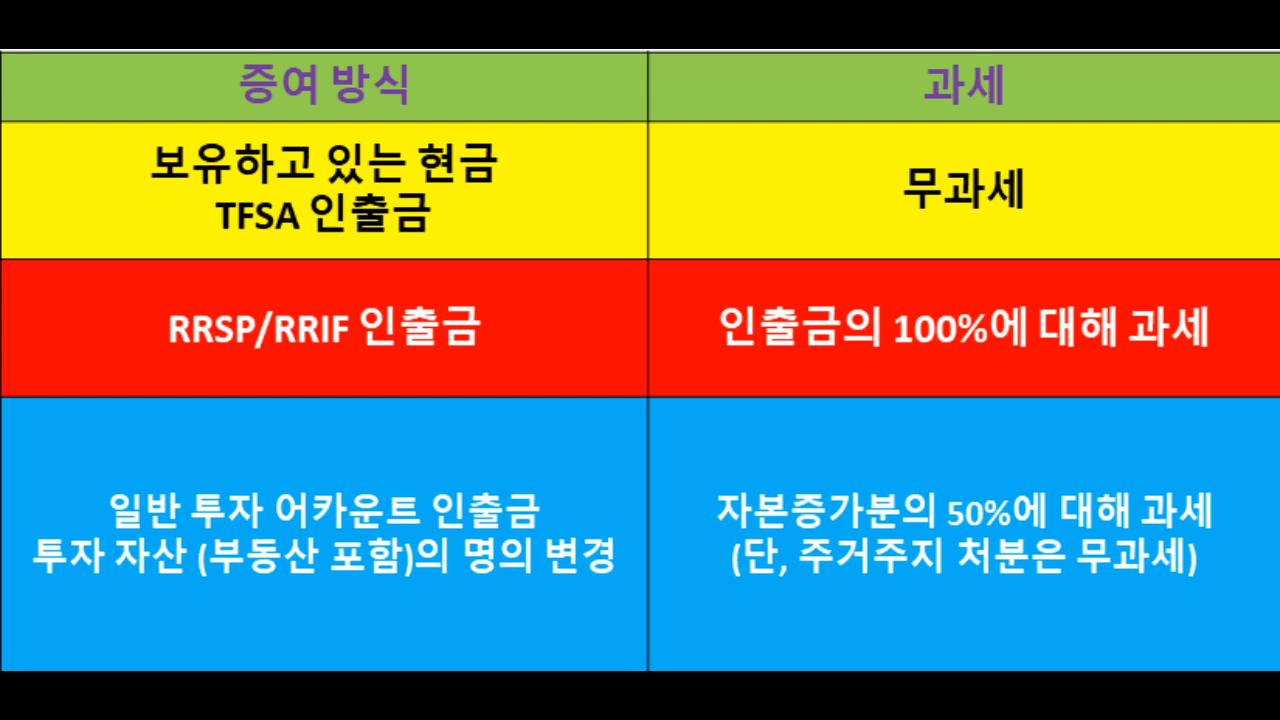 증여 방식
과세
보유하고 있는 현금
TFSA 인출금
무과세
RRSP/RRIF 인출금
인출금의 100%에 대해 과세
일반 투자 어카운트 인출금
투자 자산 (부동산 포함)의 명의 변경
자본증가분의 50%에 대해 과세
(단, 주거주지 처분은 무과세)